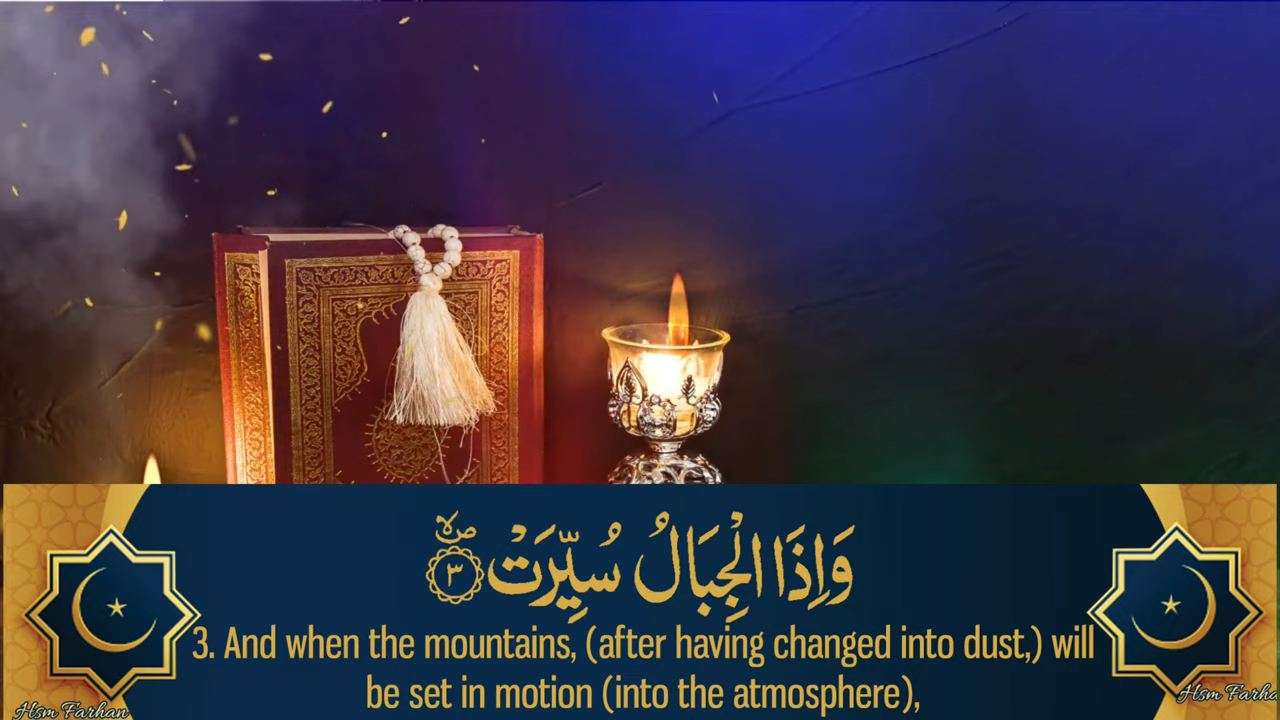 وَاِذَا الْجِبَالُ سُيِّرَتْ ۪ۙ ﴿۳﴾
3. And when the mountains, (after having changed into dust,) will
be set in motion (into the atmosphere),
Hsm Farhan
Hsm Farha